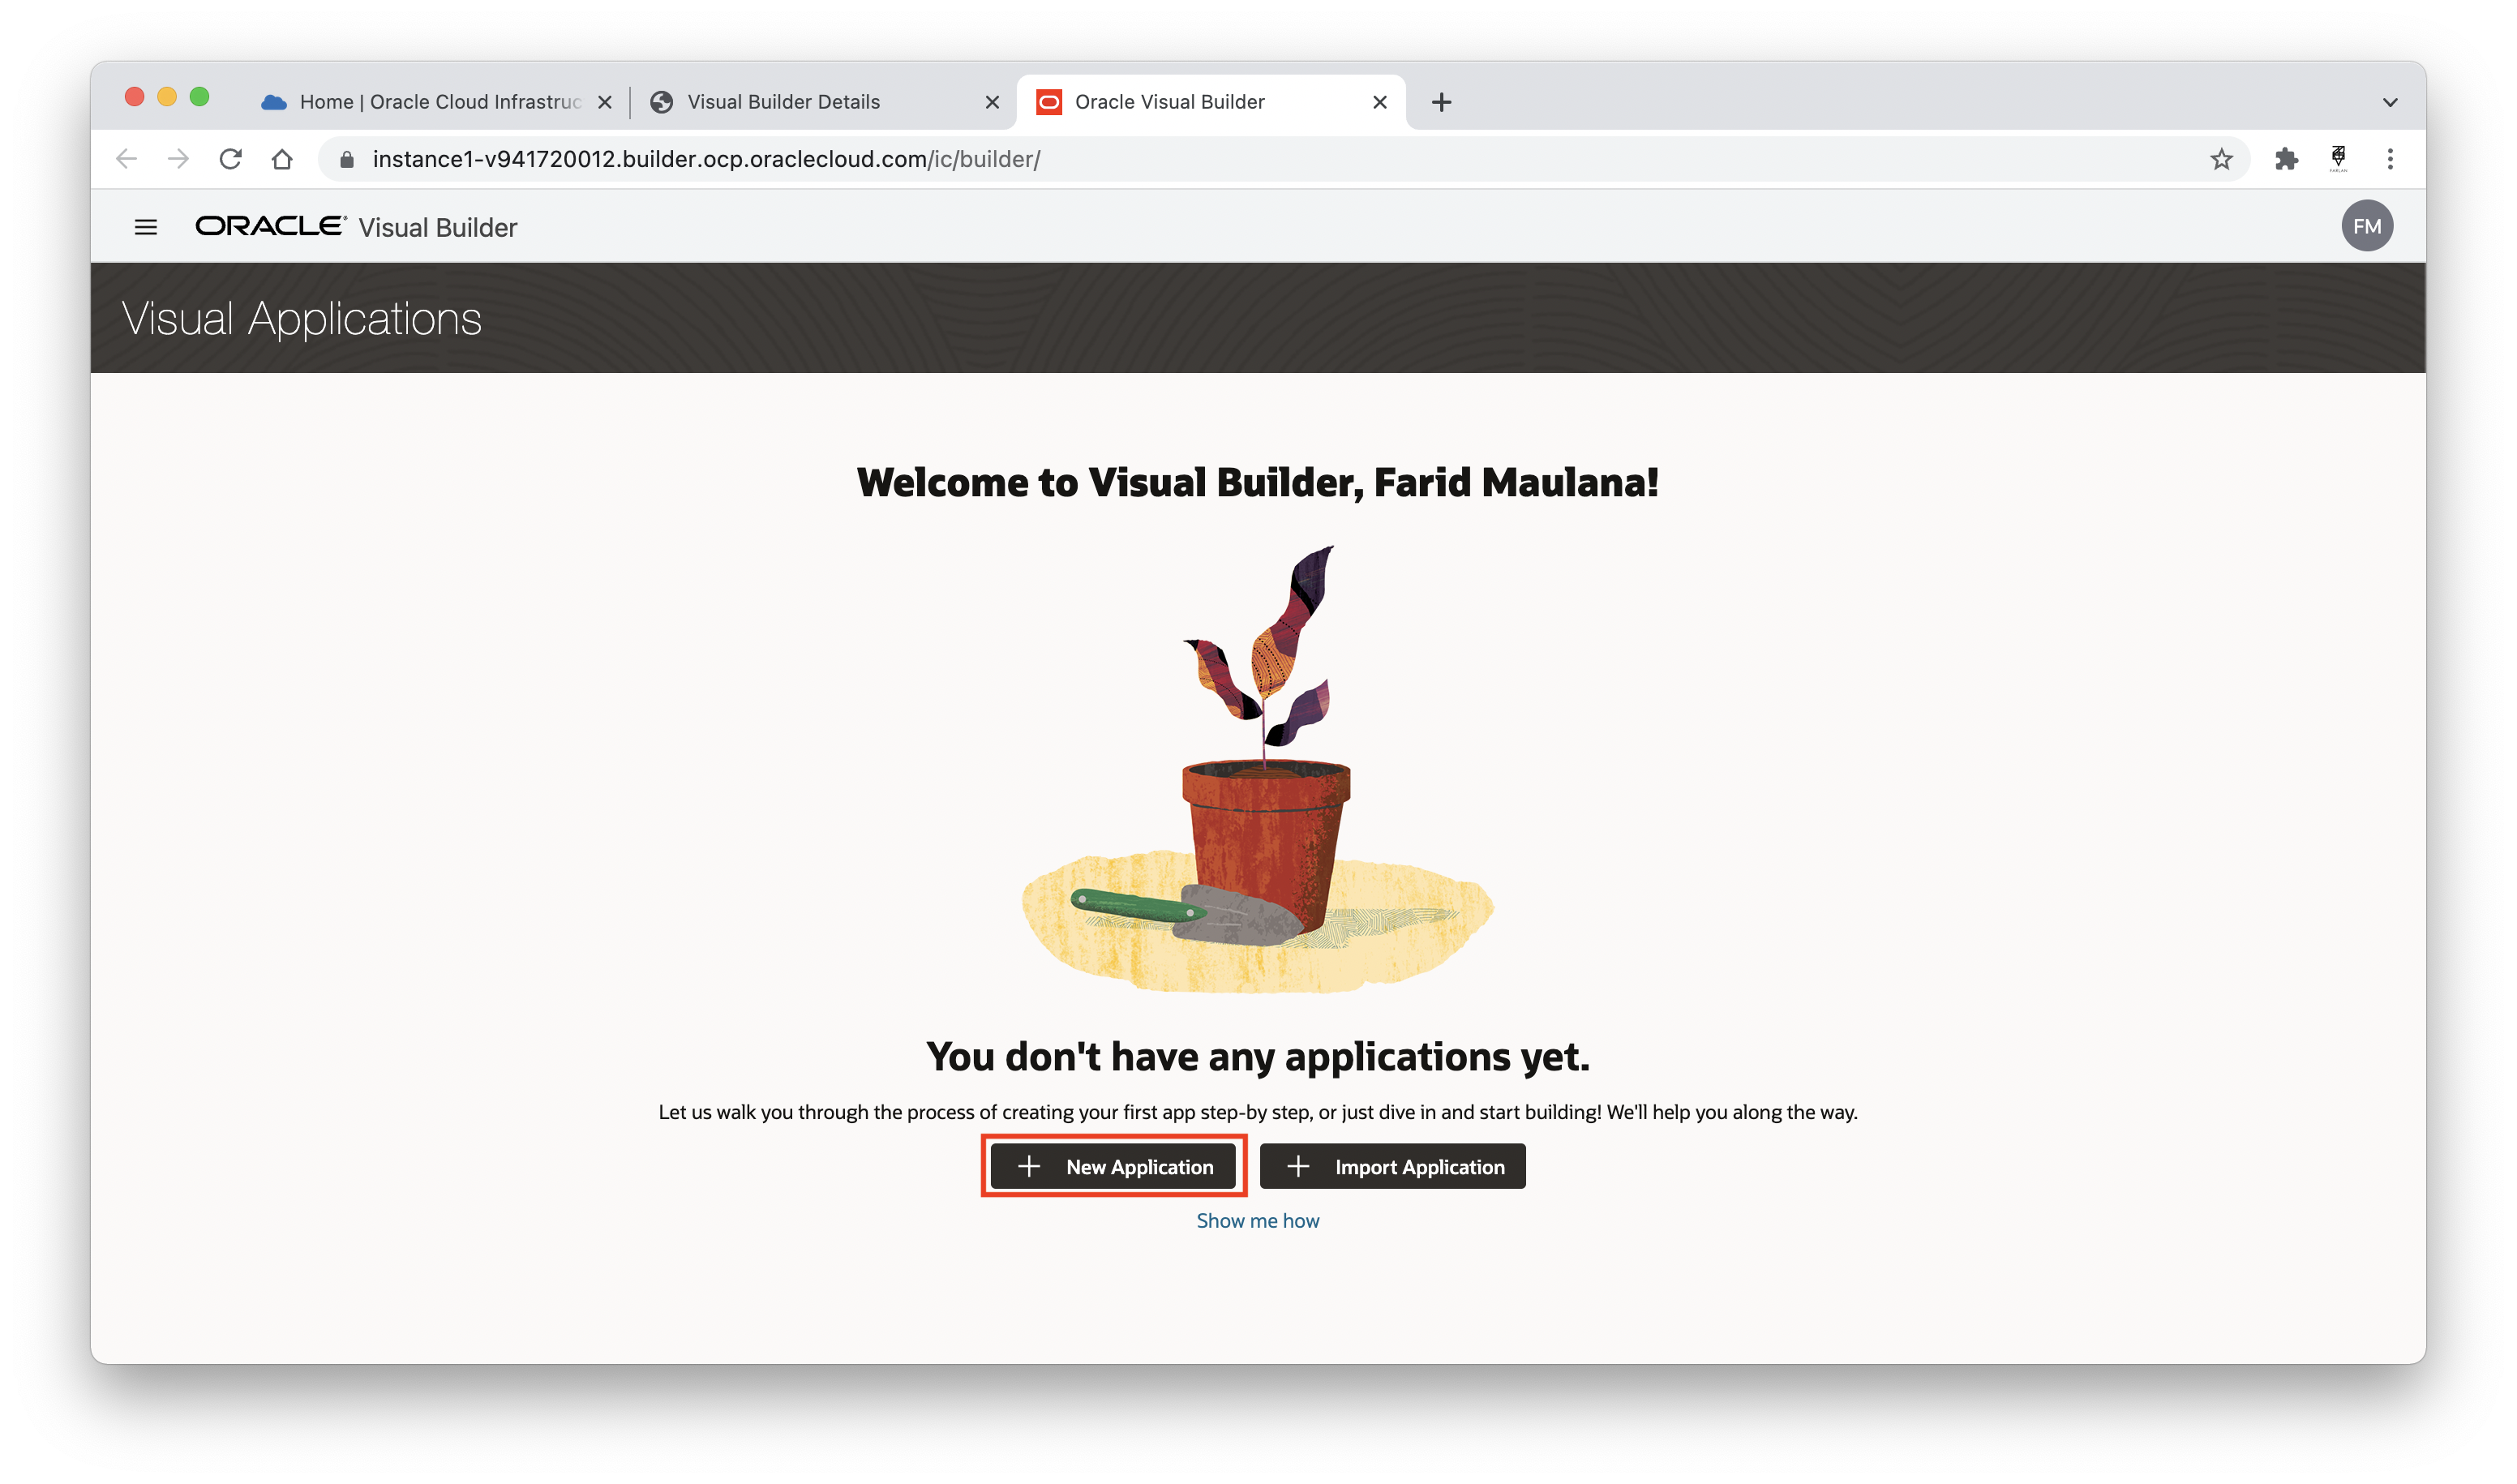 Home | Oracle Cloud Infrastruc
Visual Builder Details
Oracle Visual Builder
instance1-v941720012.builder.ocp.oraclecloud.com/ic/builder/
ORACLE Visual Builder
FM
Visual Applications
Welcome to Visual Builder, Farid Maulana!
You don't have any applications yet.
Let us walk you through the process of creating your first app step-by step, or just dive in and start building! We'll help you along the way.
New Application
Import Application
Show me how